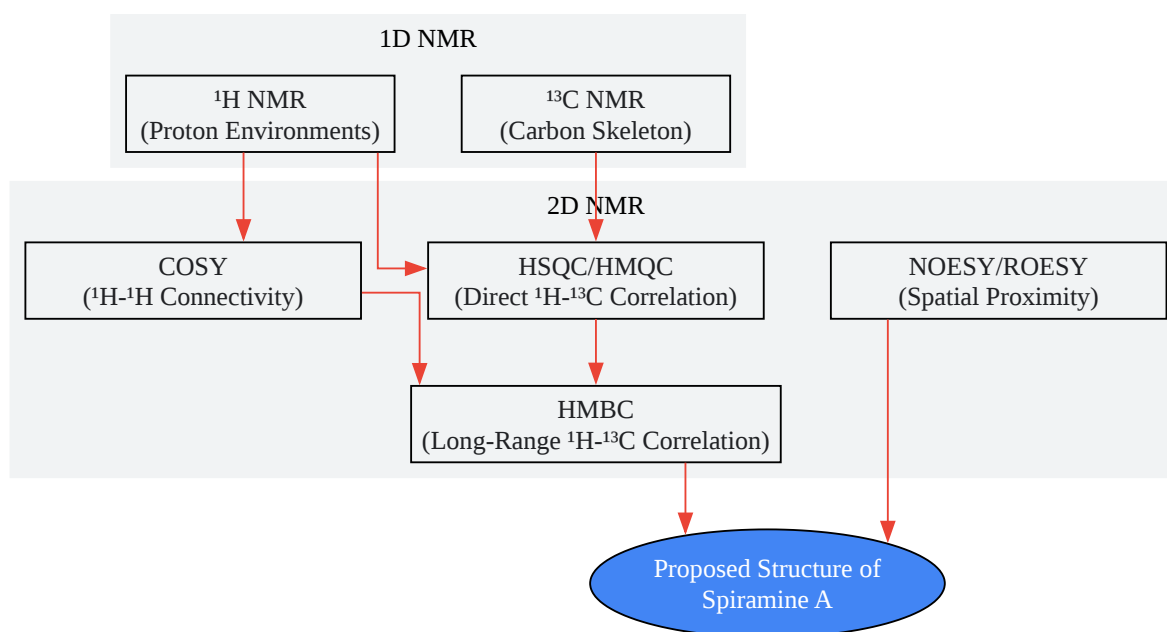 1D NMR
¹H NMR
(Proton Environments)
¹³C NMR
(Carbon Skeleton)
2D NMR
COSY
(¹H-¹H Connectivity)
HSQC/HMQC
(Direct ¹H-¹³C Correlation)
NOESY/ROESY
(Spatial Proximity)
HMBC
(Long-Range ¹H-¹³C Correlation)
Proposed Structure of
Spiramine A